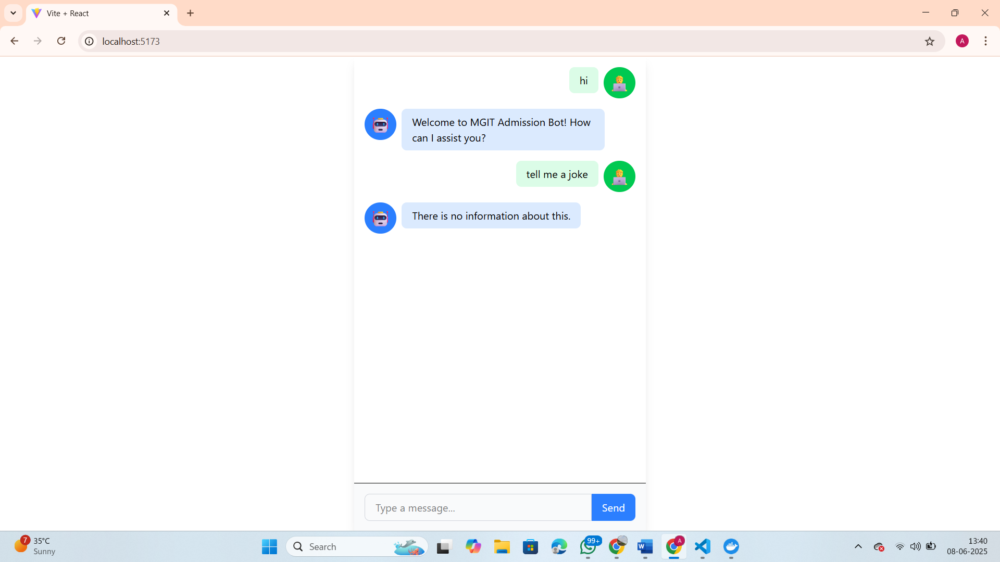 Vite + React
localhost:5173
A
hi
Welcome to MGIT Admission Bot! How
can I assist you?
tell me a joke
There is no information about this.
Type a message...
Send
7
35°C
Sunny
Search
99+
W
A
13:40
08-06-2025